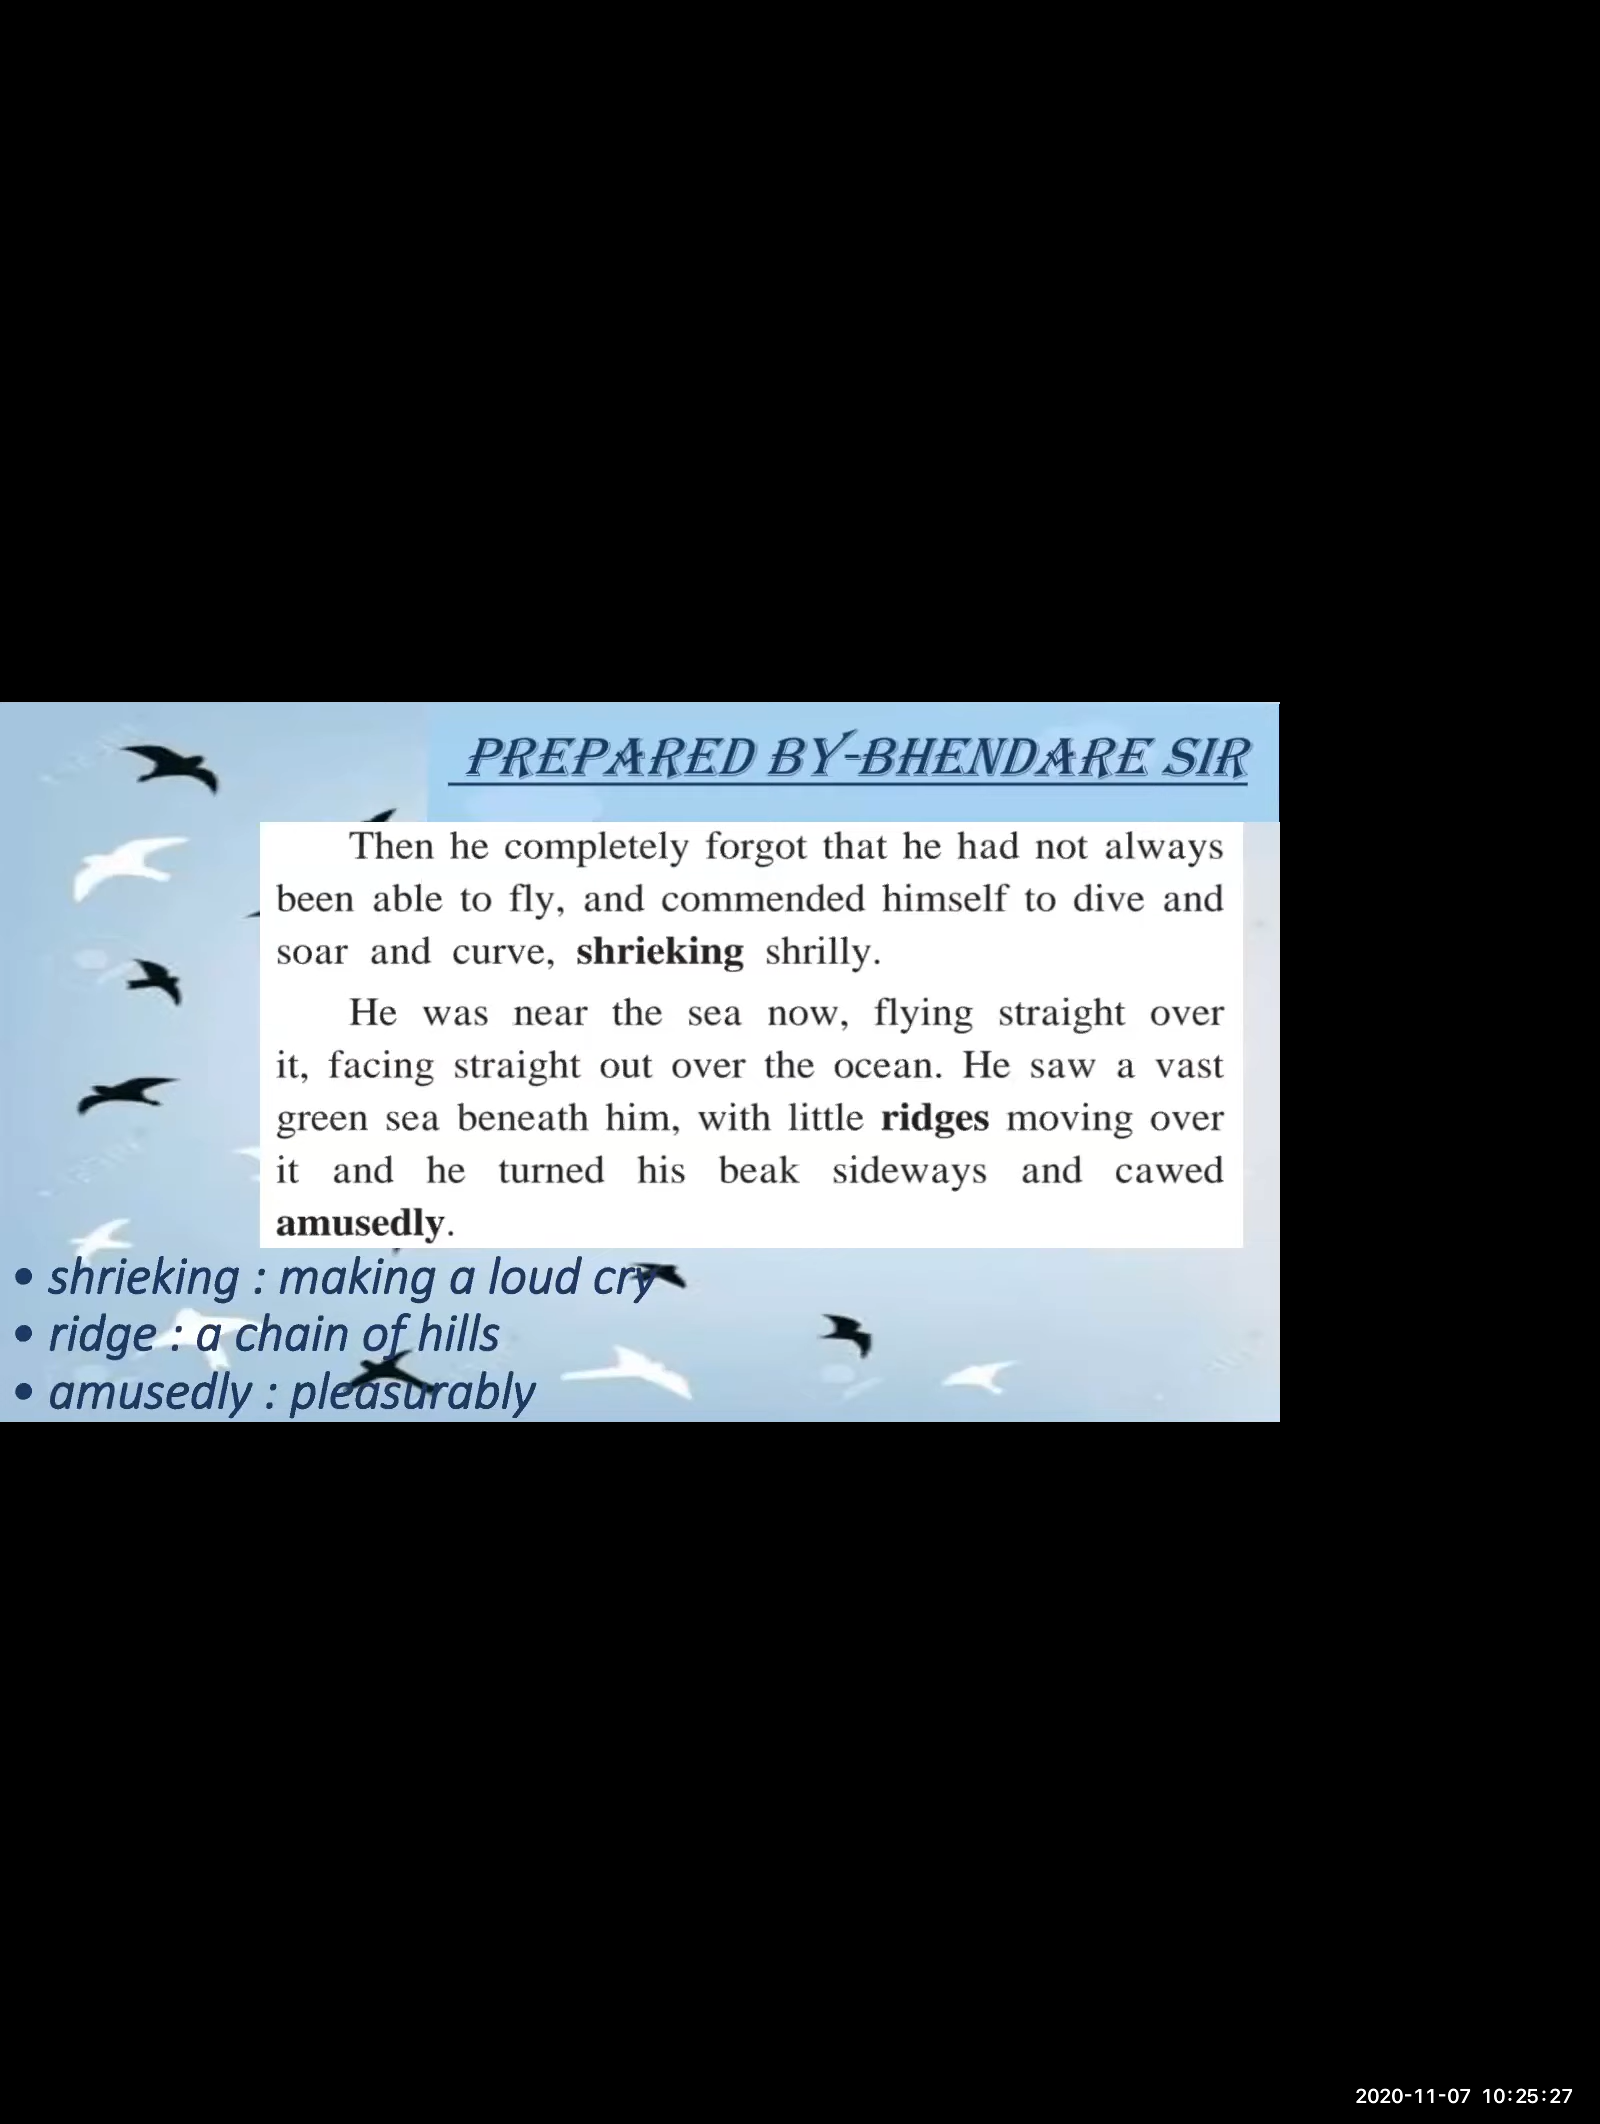 PREPARED BY-BHENDARE SIR
Then he completely forgot that he had not always
been able to fly, and commended himself to dive and
soar and curve, shrieking shrilly.
He was near the sea now, flying straight over
it, facing straight out over the ocean. He saw a vast
green sea beneath him, with little ridges moving over
it and he turned his beak sideways and cawed
amusedly.
• shrieking : making a loud cry
• ridge : a chain of hills
• amusedly : pleasurably
2020-11-07 10:25:27